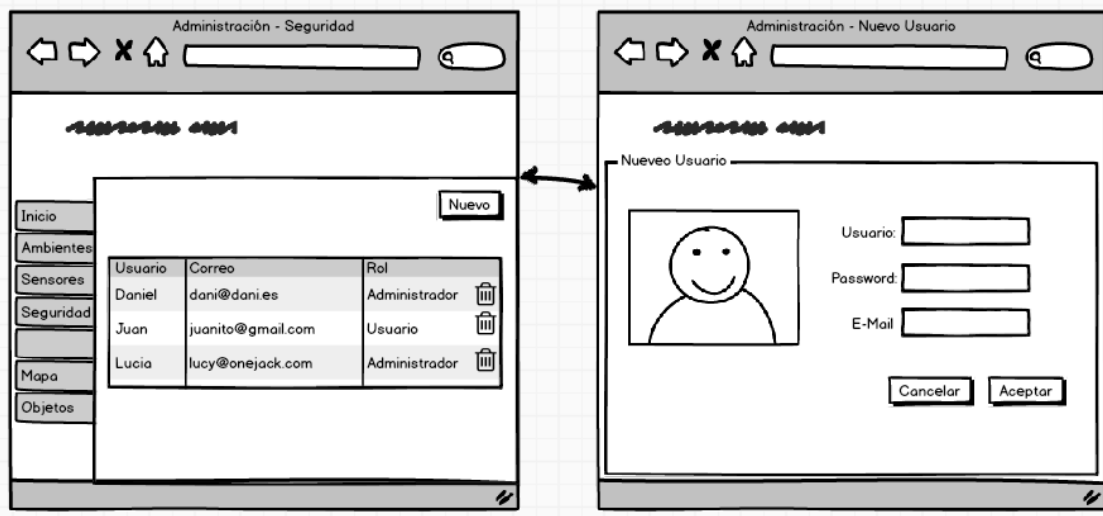 Administración - Seguridad
Nuevo
Inicio
Ambientes
Sensores
Seguridad
Mapa
Objetos
Usuario Correo Rol
Daniel dani@dani.es Administrador
Juan juanito@gmail.com Usuario
Lucia lucy@onejack.com Administrador
Administración - Nuevo Usuario
Nueveo Usuario
Usuario:
Password:
E-Mail
Cancelar Aceptar